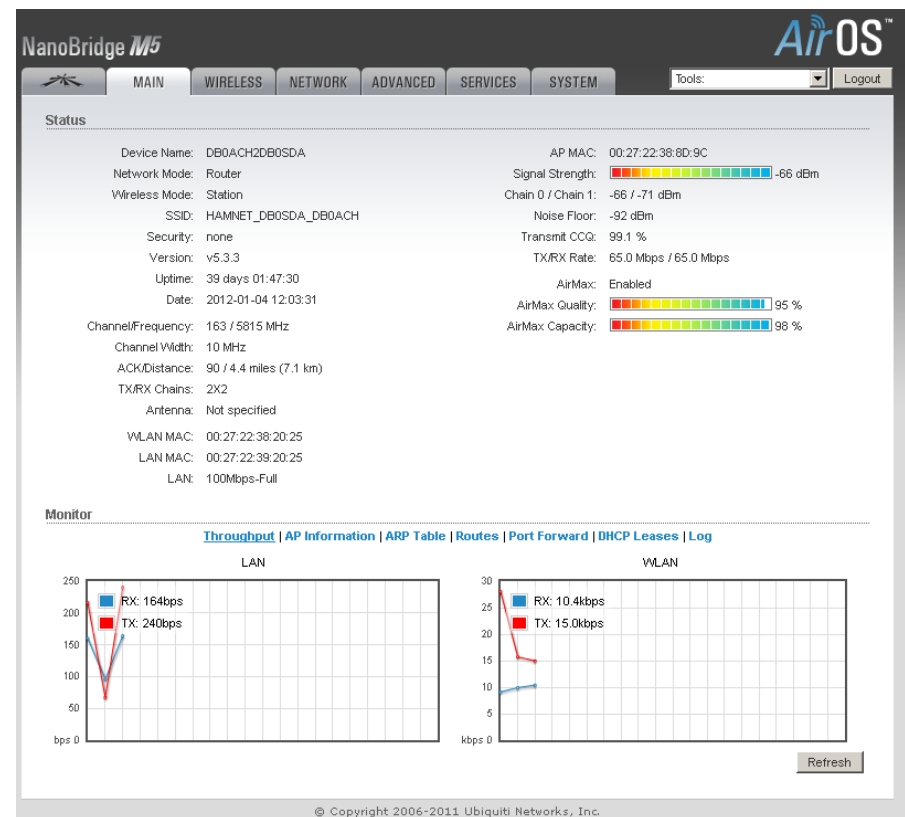 NanoBridge M5
AirOS™
MAIN WIRELESS NETWORK ADVANCED SERVICES SYSTEM Tools: Logout
Status
Device Name: DB0ACH2DB0SDA
Network Mode: Router
Wireless Mode: Station
SSID: HAMNET_DB0SDA_DB0ACH
Security: none
Version: v5.3.3
Uptime: 39 days 01:47:30
Date: 2012-01-04 12:03:31
Channel/Frequency: 163 / 5815 MHz
Channel Width: 10 MHz
ACK/Distance: 90 / 4.4 miles (7.1 km)
TX/RX Chains: 2X2
Antenna: Not specified
WLAN MAC: 00:27:22:38:20:25
LAN MAC: 00:27:22:39:20:25
LAN: 100Mbps-Full
AP MAC: 00:27:22:38:8D:9C
Signal Strength: -66 dBm
Chain 0 / Chain 1: -66 / -71 dBm
Noise Floor: -92 dBm
Transmit CCQ: 99.1 %
TX/RX Rate: 65.0 Mbps / 65.0 Mbps
AirMax: Enabled
AirMax Quality: 95 %
AirMax Capacity: 98 %
Monitor
Throughput | AP Information | ARP Table | Routes | Port Forward | DHCP Leases | Log
LAN
250
200
150
100
50
bps 0
RX: 164bps
TX: 240bps
WLAN
30
25
20
15
10
5
kbps 0
RX: 10.4kbps
TX: 15.0kbps
Refresh
© Copyright 2006-2011 Ubiquiti Networks, Inc.